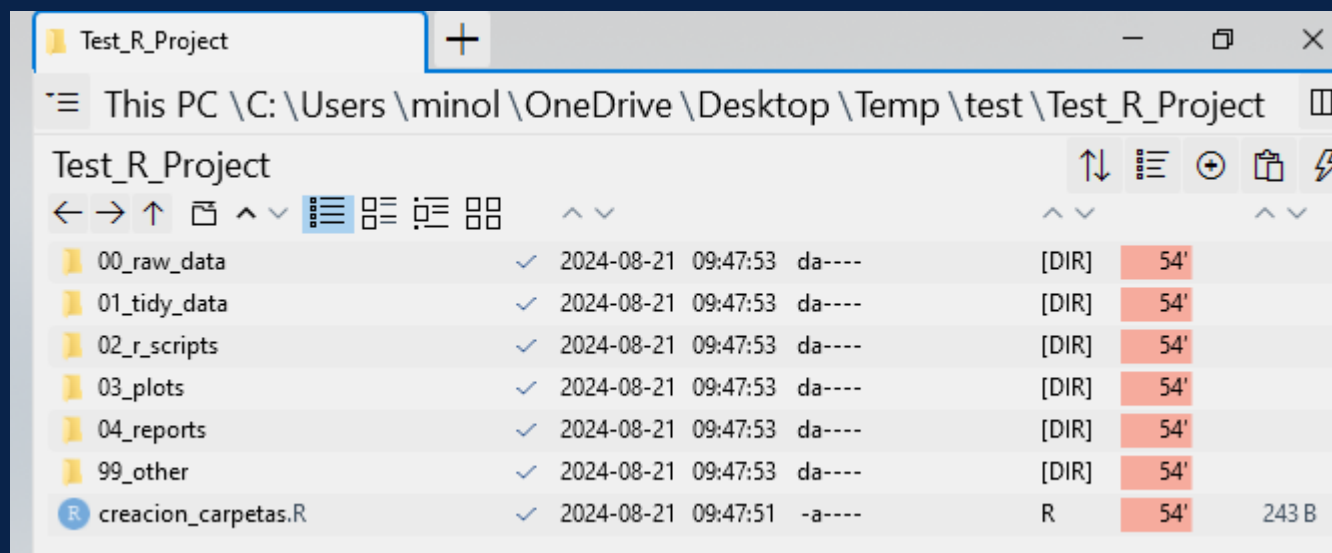 Test_R_Project
This PC \C: \Users \minol \OneDrive \Desktop \Temp \test \Test_R_Project
Test_R_Project
00_raw_data 2024-08-21 09:47:53 da---- [DIR] 54'
01_tidy_data 2024-08-21 09:47:53 da---- [DIR] 54'
02_r_scripts 2024-08-21 09:47:53 da---- [DIR] 54'
03_plots 2024-08-21 09:47:53 da---- [DIR] 54'
04_reports 2024-08-21 09:47:53 da---- [DIR] 54'
99_other 2024-08-21 09:47:53 da---- [DIR] 54'
R creacion_carpetas.R 2024-08-21 09:47:51 -a---- R 54' 243 B